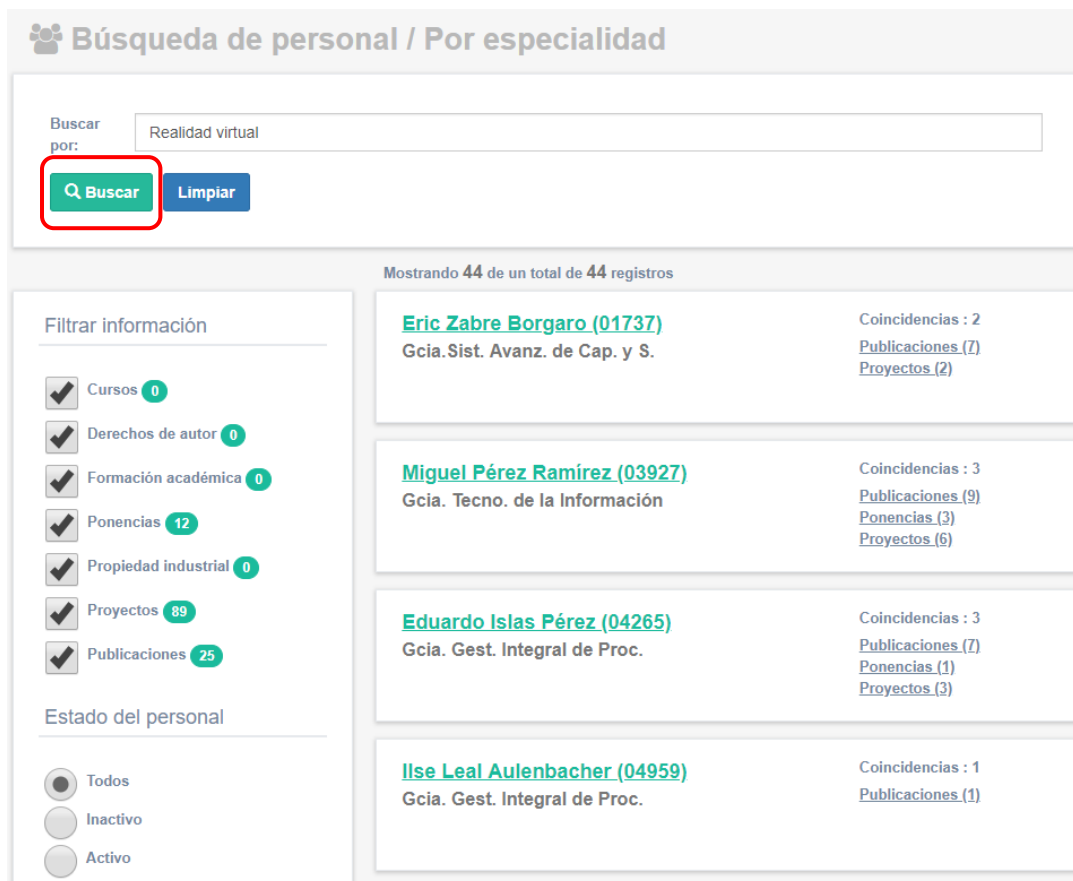 Búsqueda de personal / Por especialidad
Buscar por:
Realidad virtual
Buscar
Limpiar
Mostrando 44 de un total de 44 registros
Filtrar información
Cursos 0
Derechos de autor 0
Formación académica 0
Ponencias 12
Propiedad industrial 0
Proyectos 89
Publicaciones 25
Estado del personal
Todos
Inactivo
Activo
Eric Zabre Borgaro (01737)
Gcia.Sist. Avanz. de Cap. y S.
Coincidencias : 2
Publicaciones (7)
Proyectos (2)
Miguel Pérez Ramírez (03927)
Gcia. Tecno. de la Información
Coincidencias : 3
Publicaciones (9)
Ponencias (3)
Proyectos (6)
Eduardo Islas Pérez (04265)
Gcia. Gest. Integral de Proc.
Coincidencias : 3
Publicaciones (7)
Ponencias (1)
Proyectos (3)
Ilse Leal Aulenbacher (04959)
Gcia. Gest. Integral de Proc.
Coincidencias : 1
Publicaciones (1)